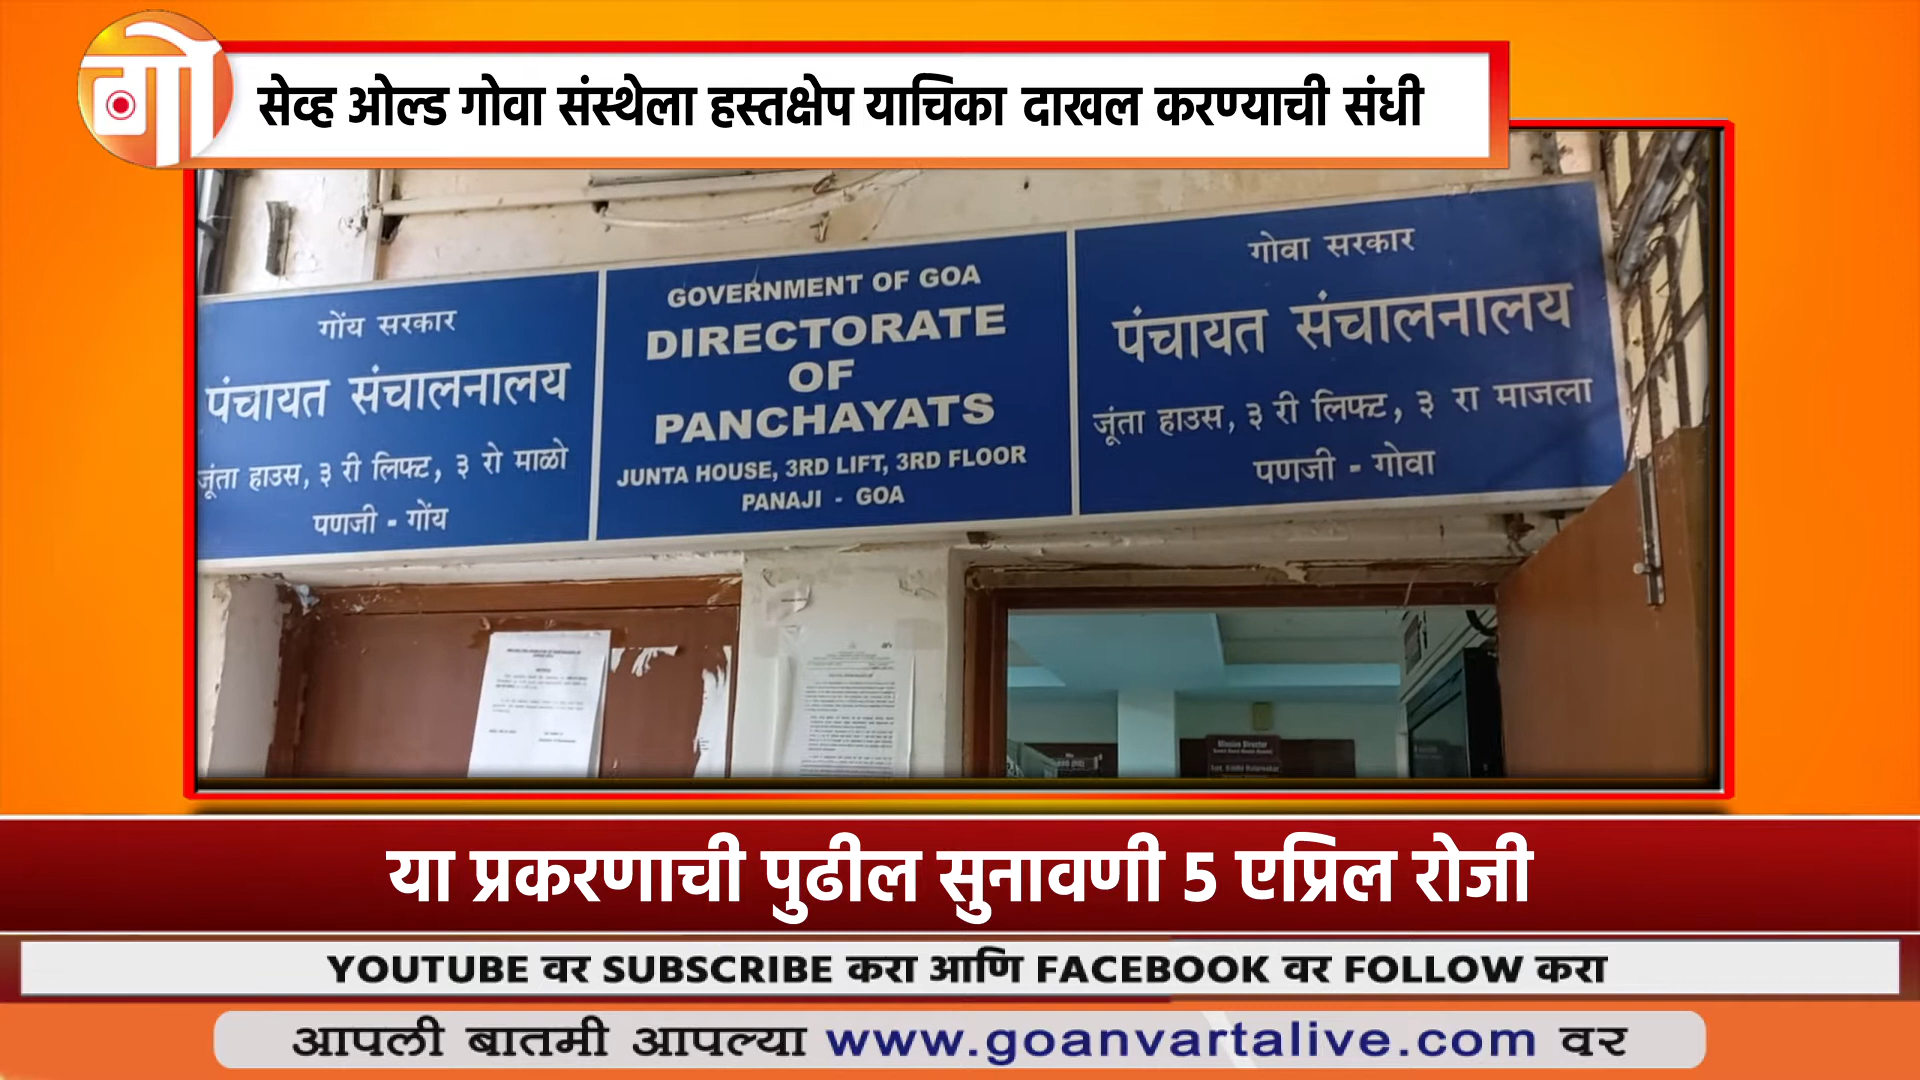 गो
सेव्ह ओल्ड गोवा संस्थेला हस्तक्षेप याचिका दाखल करण्याची संधी
गोंय सरकार
पंचायत संचालनालय
जूंता हाउस, ३ री लिफ्ट, ३ रो माळो
पणजी - गोंय
GOVERNMENT OF GOA
DIRECTORATE
OF
PANCHAYATS
JUNTA HOUSE, 3RD LIFT, 3RD FLOOR
PANAJI - GOA
गोवा सरकार
पंचायत संचालनालय
जूंता हाउस, ३ री लिफ्ट, ३ रा माजला
पणजी - गोवा
Mission Director
या प्रकरणाची पुढील सुनावणी 5 एप्रिल रोजी
YOUTUBE वर SUBSCRIBE करा आणि FACEBOOK वर FOLLOW करा
आपली बातमी आपल्या www.goanvartalive.com वर